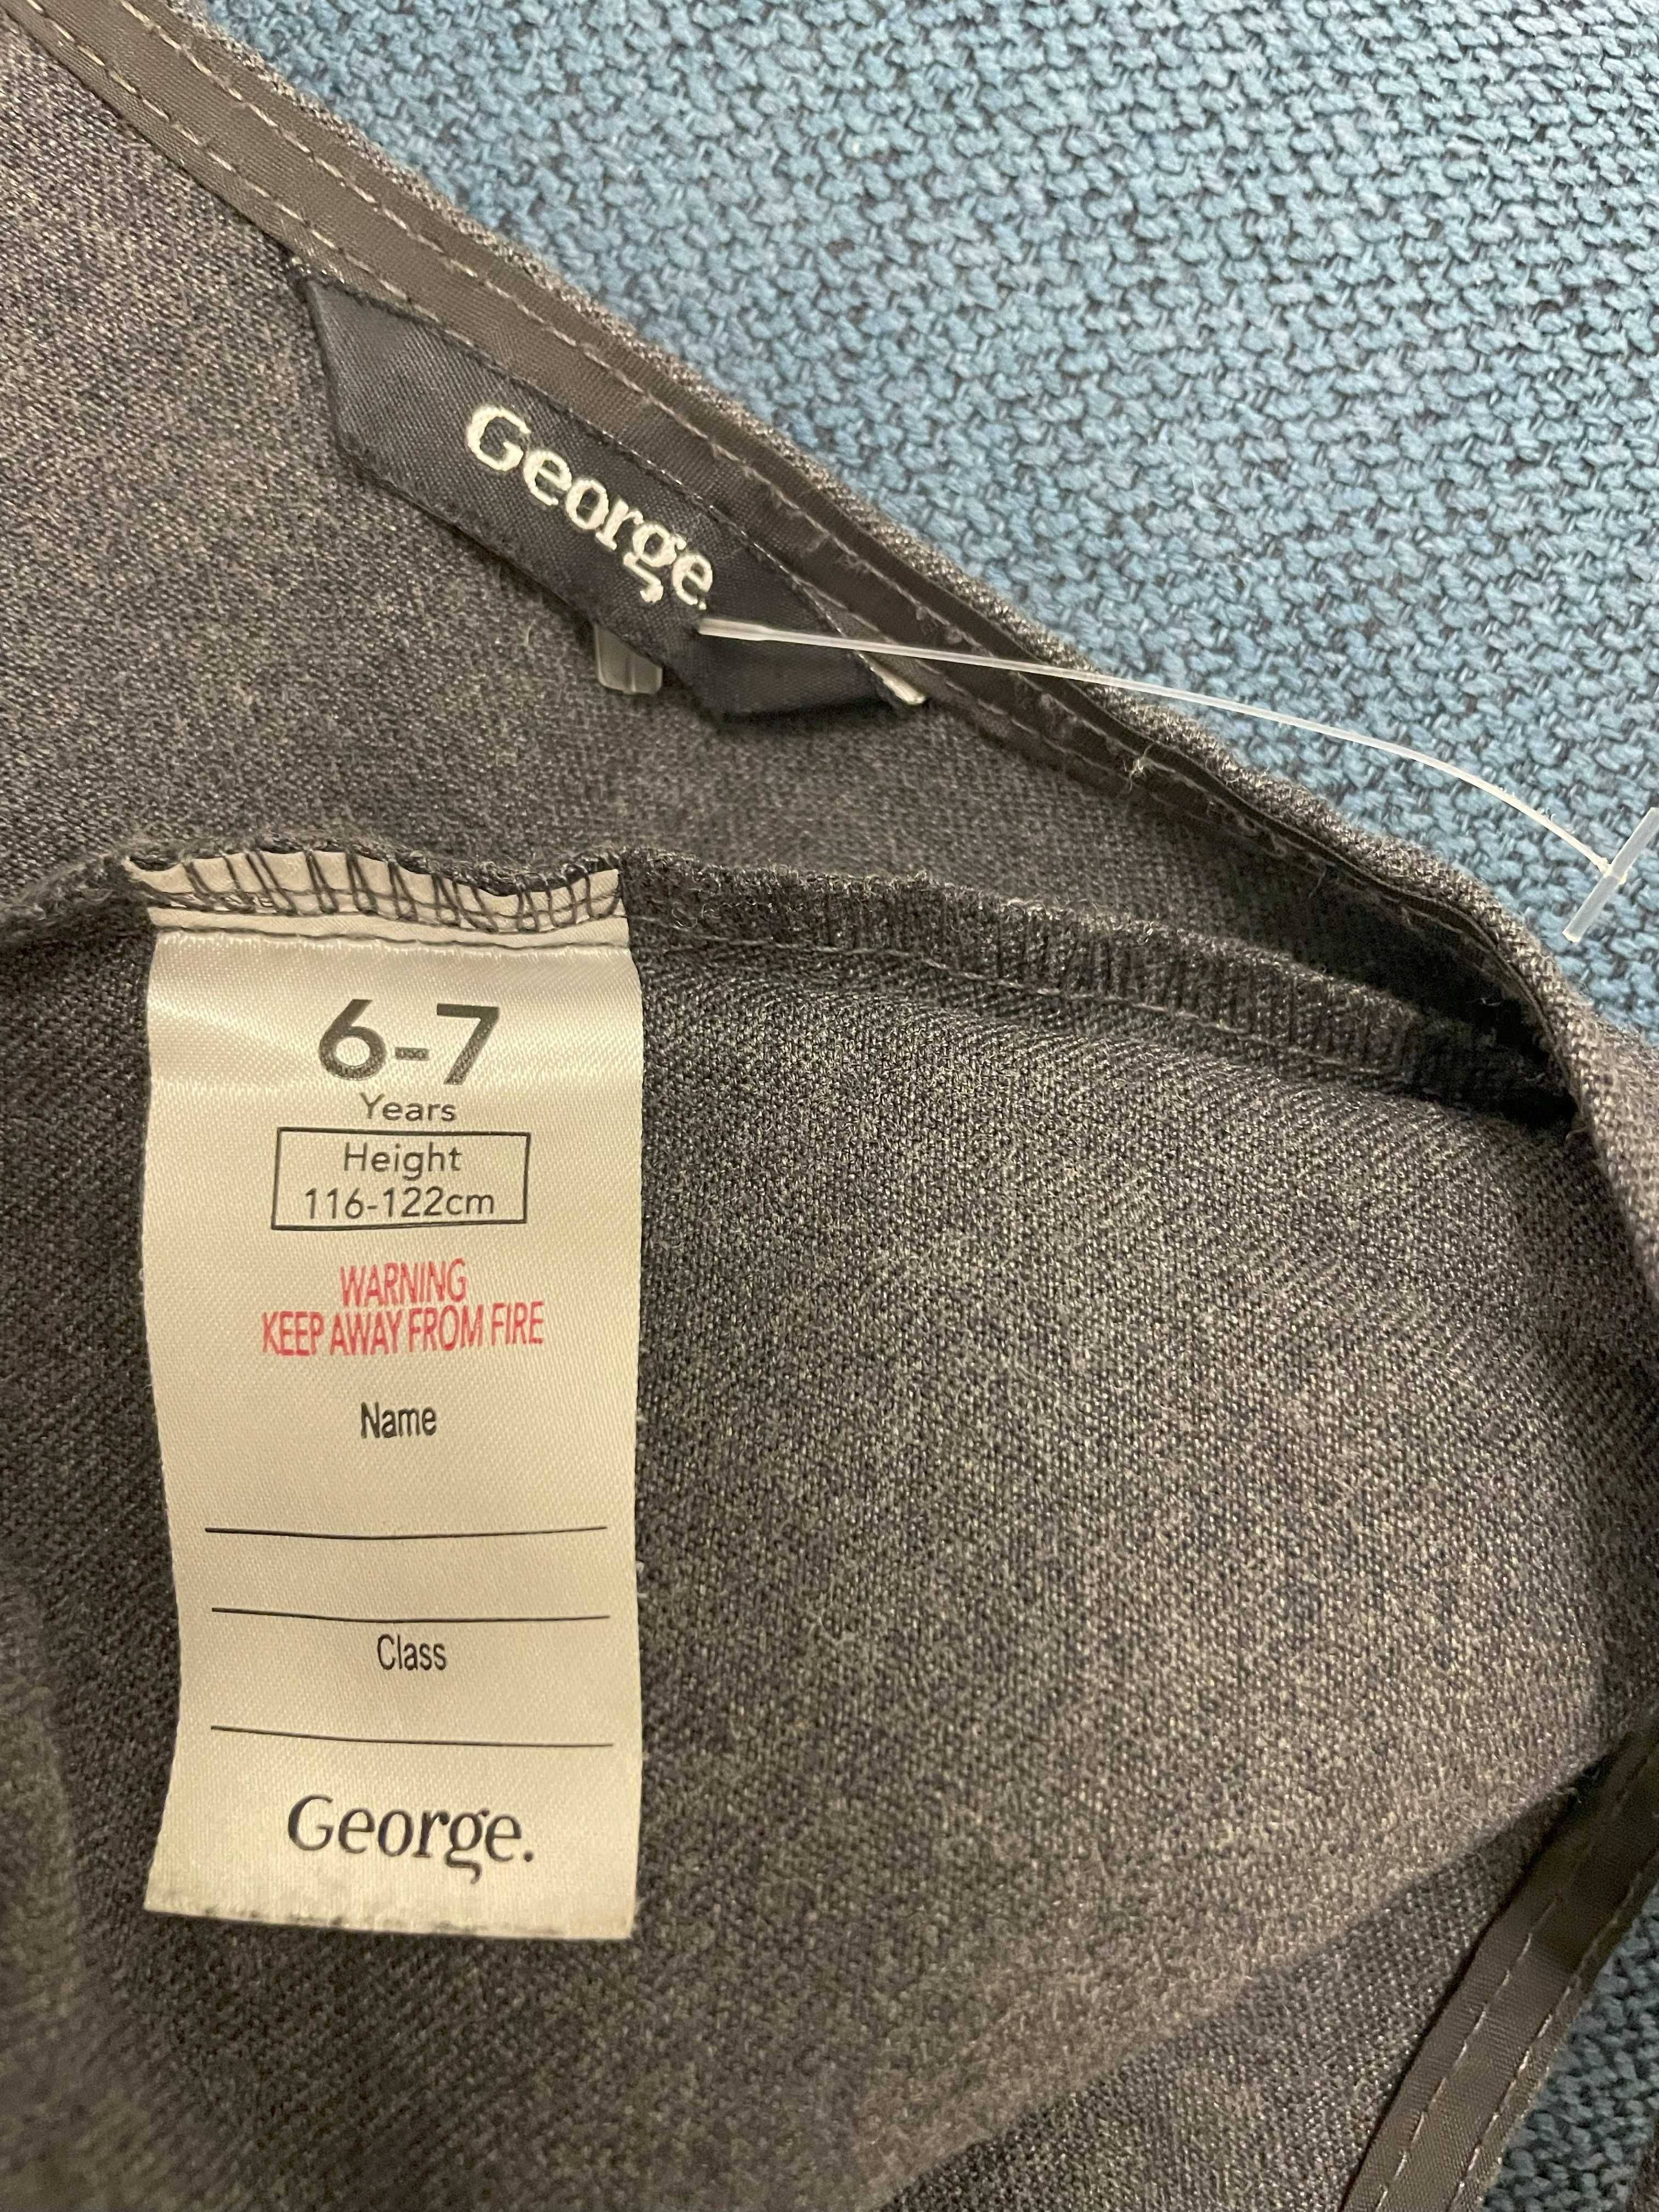 George.
6-7
Years
Height
116-122cm
WARNING
KEEP AWAY FROM FIRE
Name
Class
George.